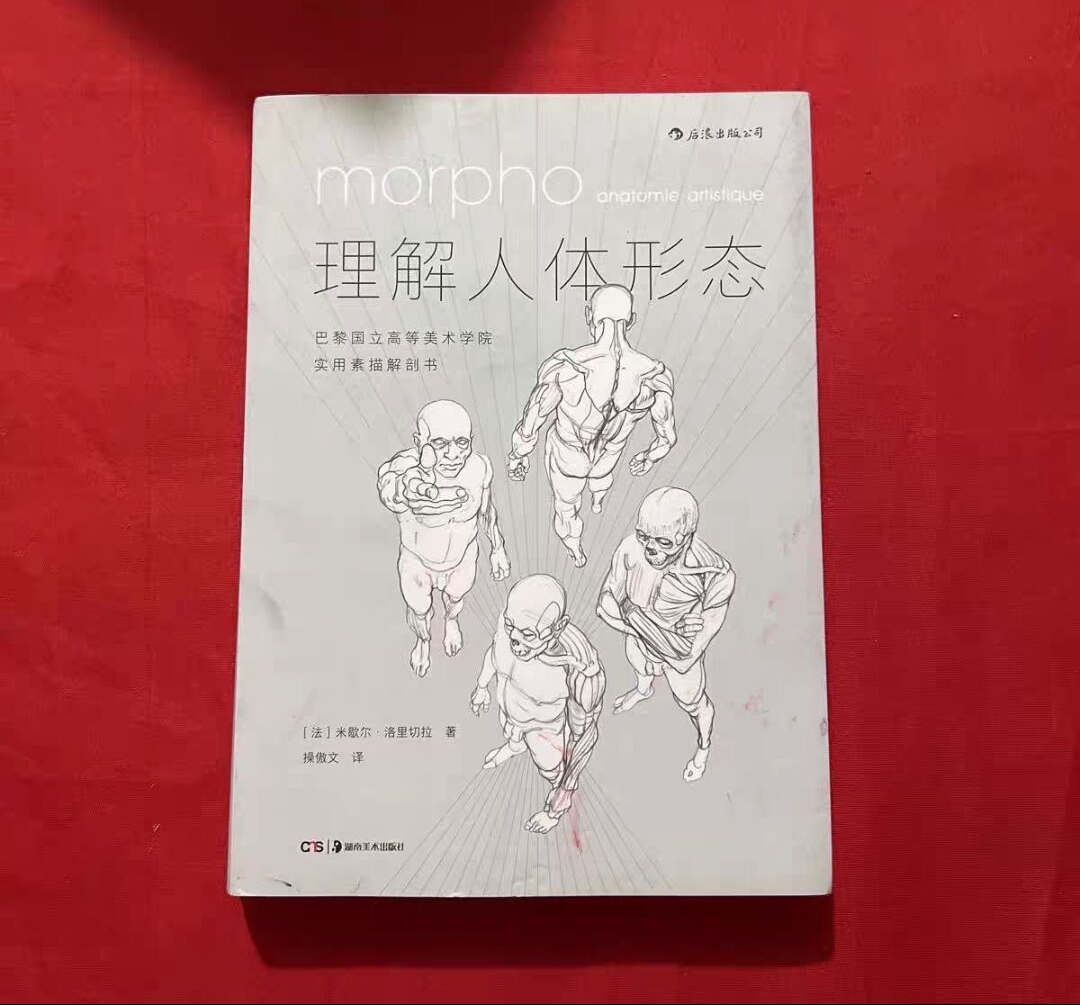 后浪出版公司
morpho anatomie artistique
理解人体形态
巴黎国立高等美术学院
实用素描解剖书
[法]米歇尔·洛里切拉 著
操傲文 译
CNS 湖南美术出版社